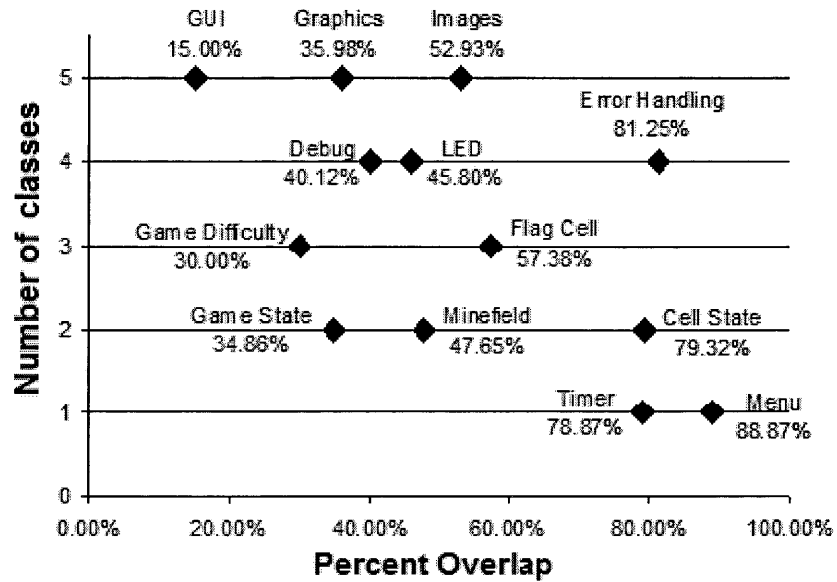 GUI Graphics Images
15.00% 35.98% 52.93%
5
Error Handling
81.25%
Debug LED
4
40.12% 45.80%
Game Difficulty Flag Cell
3
30.00% 57.38%
Game State Minefield Cell State
2
34.86% 47.65% 79.32%
Timer Menu
1
78.87% 88.87%
0
0.00% 20.00% 40.00% 60.00% 80.00% 100.00%
Percent Overlap
Number of classes